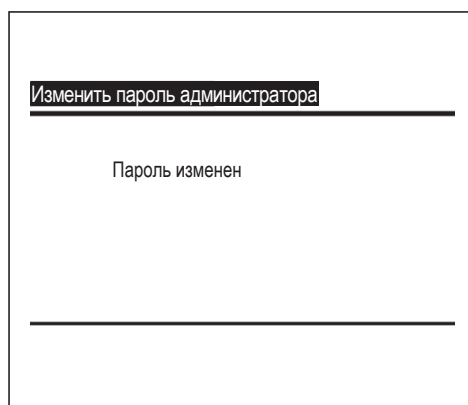 Изменить пароль администратора
Пароль изменен